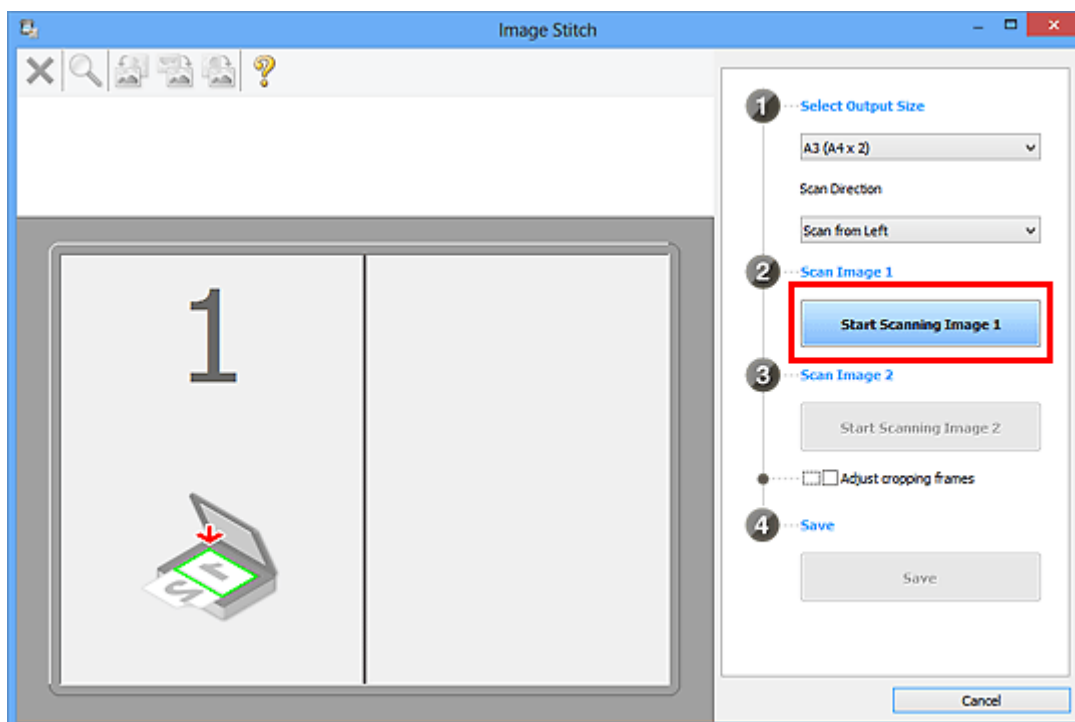 Image Stitch
1
1
Select Output Size
A3 (A4 x 2)
Scan Direction
Scan from Left
2
Scan Image 1
Start Scanning Image 1
3
Scan Image 2
Start Scanning Image 2
Adjust cropping frames
4
Save
Save
Cancel